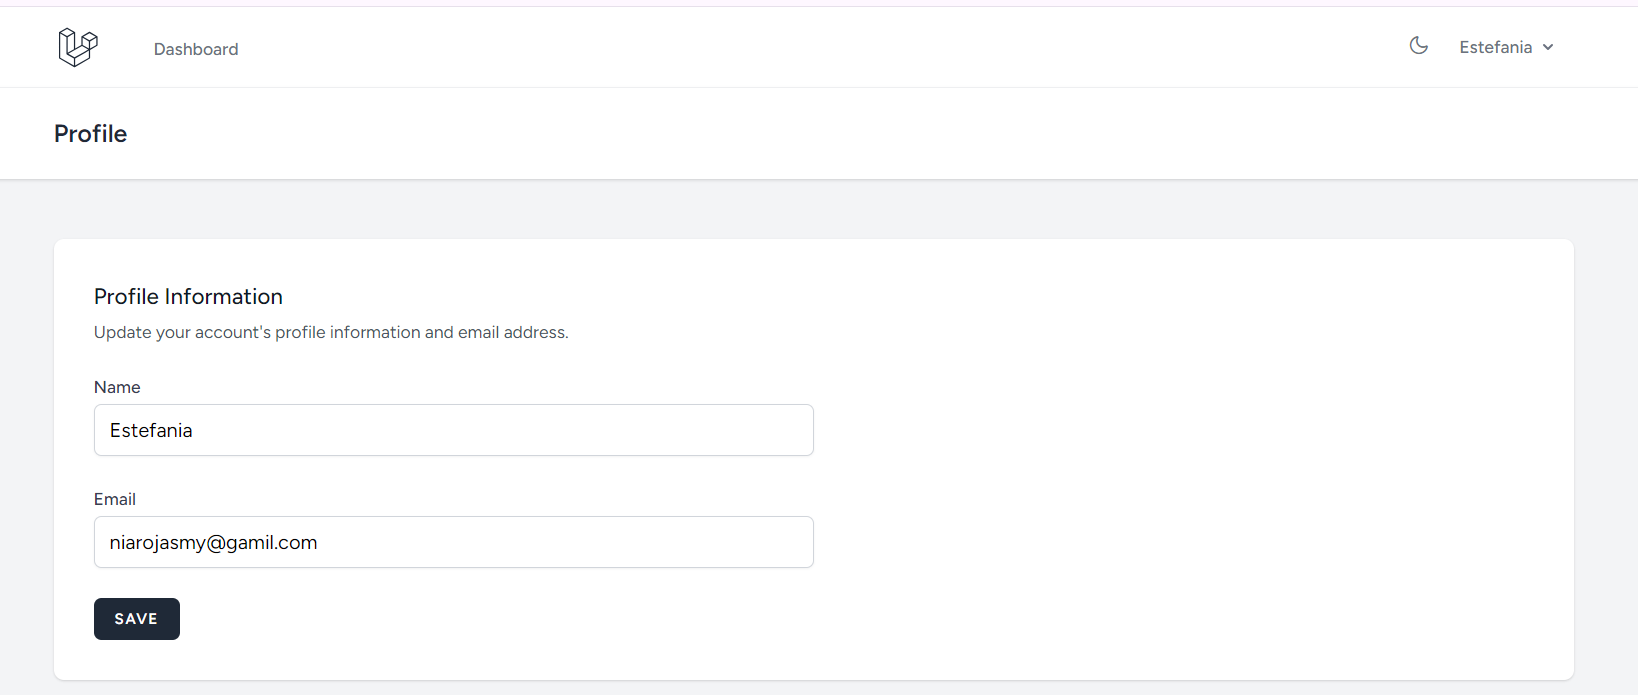 Dashboard
Estefania
Profile
Profile Information
Update your account's profile information and email address.
Name
Estefania
Email
niarojasmy@gamil.com
SAVE